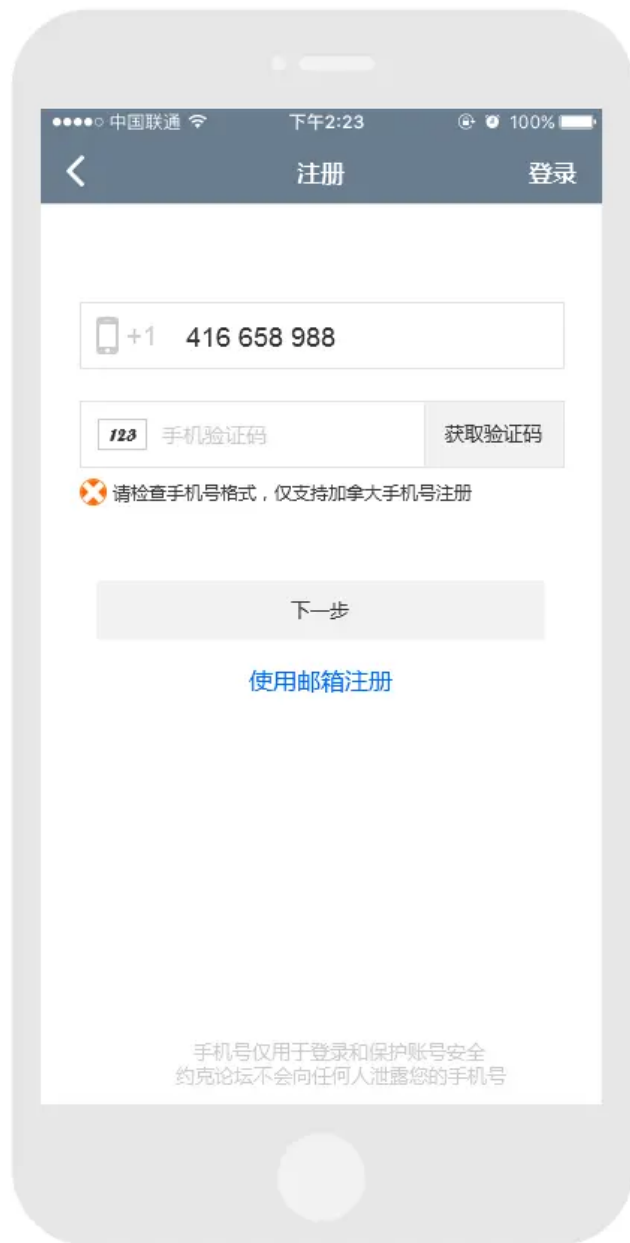 中国联通 下午2:23 100%
注册 登录
+1 416 658 988
123 手机验证码 获取验证码
请检查手机号格式，仅支持加拿大手机号注册
下一步
使用邮箱注册
手机号仅用于登录和保护账号安全
约克论坛不会向任何人泄露您的手机号